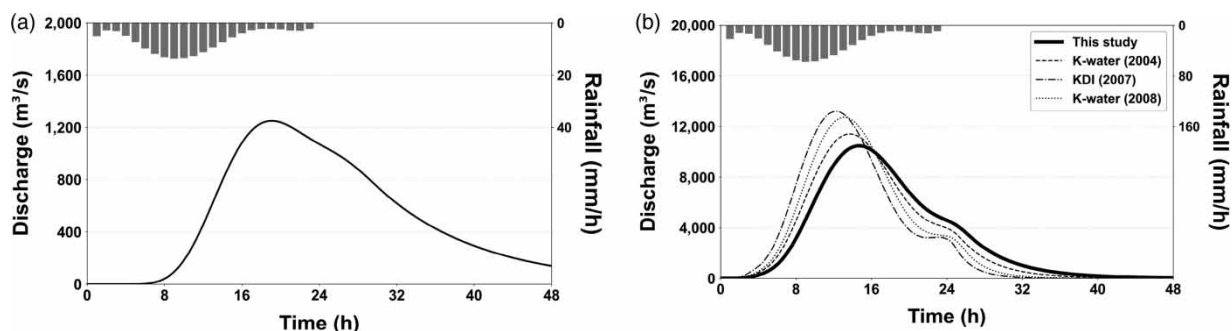 (a)
2,000
1,600
1,200
800
400
0
Discharge (m³/s)
0
20
40
Rainfall (mm/h)
0 8 16 24 32 40 48
Time (h)
(b)
20,000
16,000
12,000
8,000
4,000
0
Discharge (m³/s)
This study
K-water (2004)
KDI (2007)
K-water (2008)
0
80
160
Rainfall (mm/h)
0 8 16 24 32 40 48
Time (h)